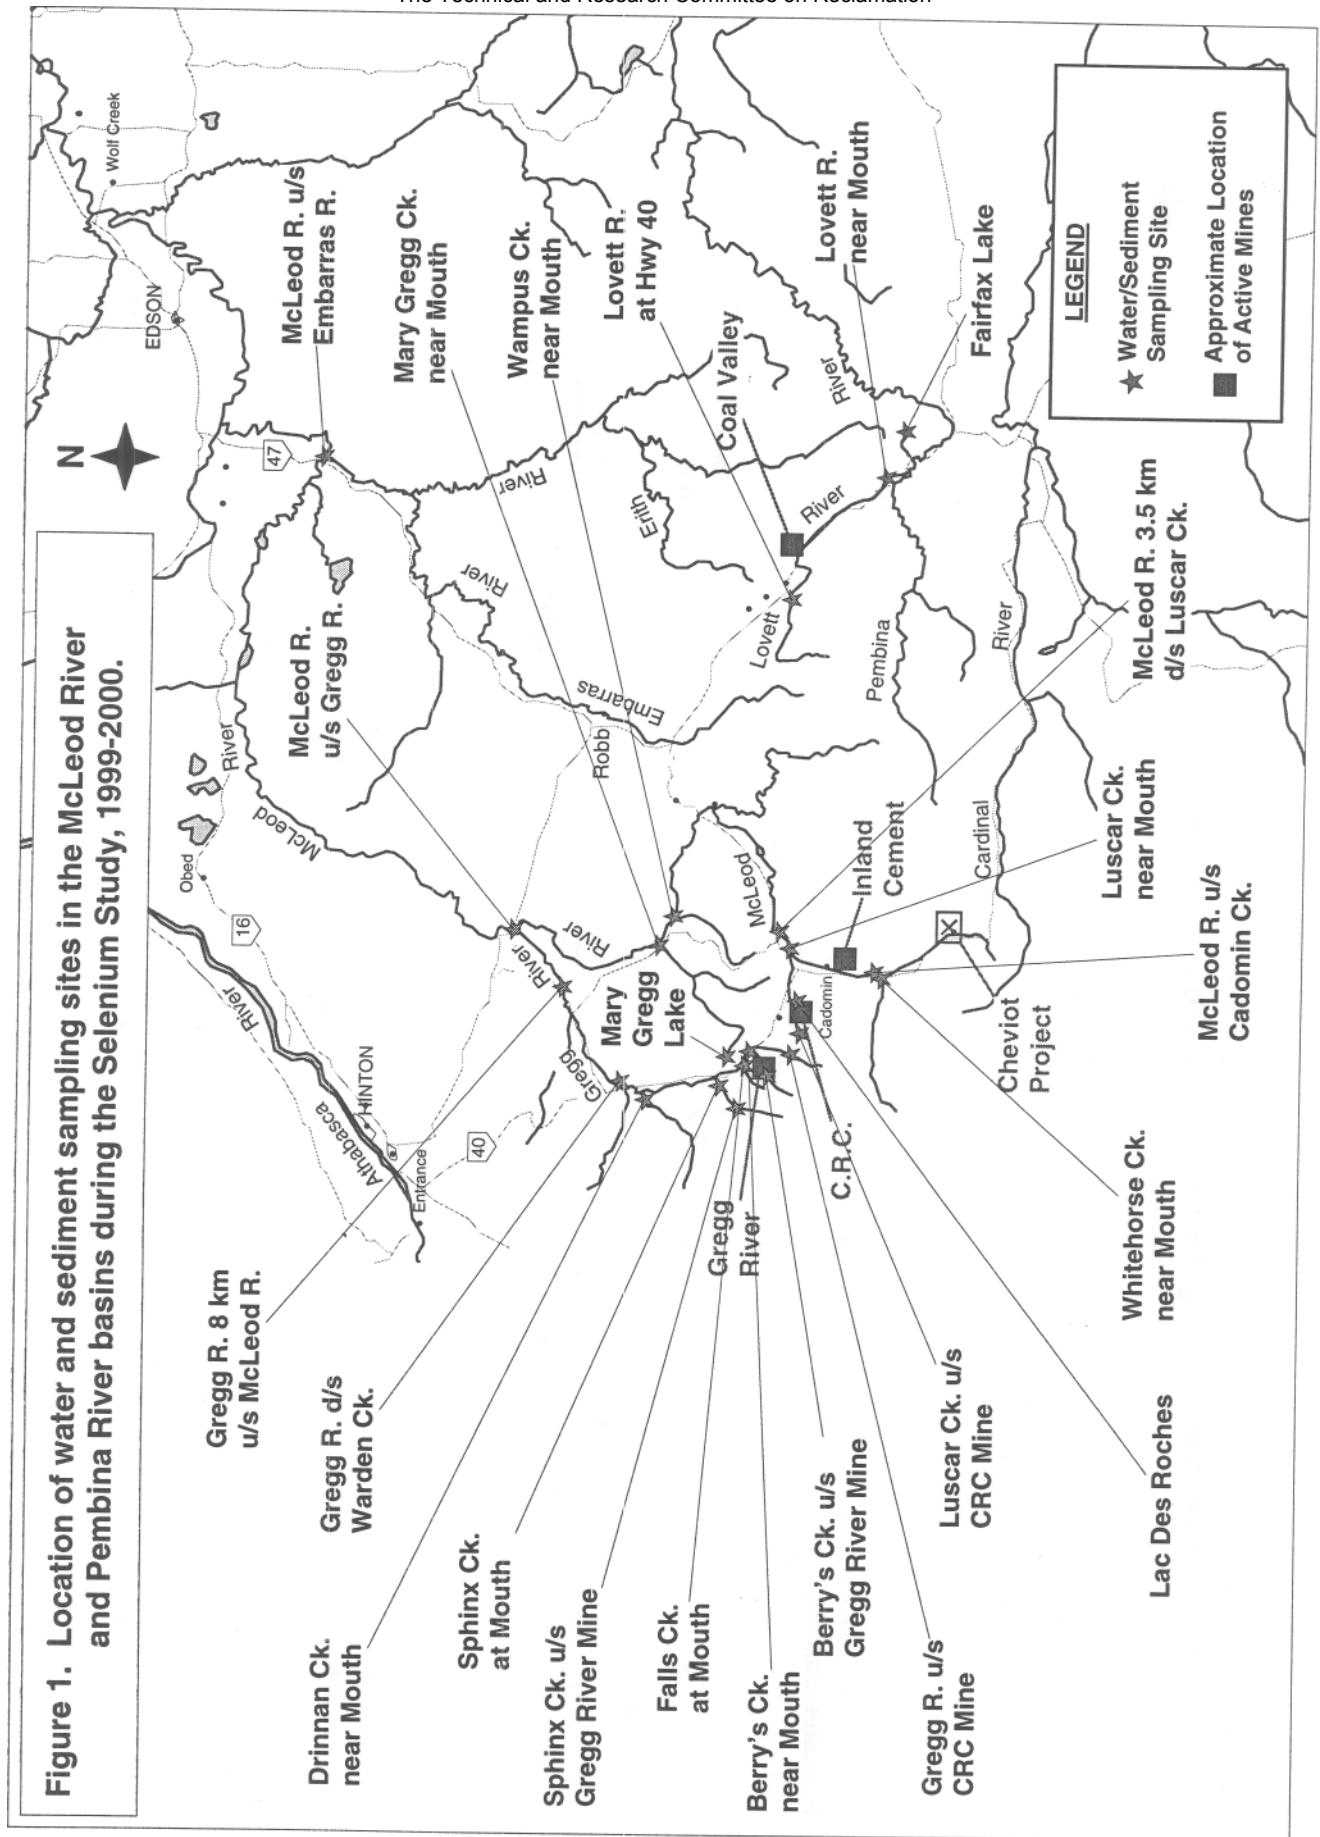 The Technical and Research Committee on Reclamation
Figure 1. Location of water and sediment sampling sites in the McLeod River
and Pembina River basins during the Selenium Study, 1999-2000.
N
Wolf Creek
EDSON
47
16
40
Obed
HINTON
Entrance
Athabasca
River
McLeod
River
River
River
Gregg
River
Robb
Embarras
River
River
Erith
Lovett
River
River
Pembina
McLeod
Cadomin
Cardinal
River
McLeod R. u/s
Embarras R.
Mary Gregg Ck.
near Mouth
Wampus Ck.
near Mouth
Lovett R.
at Hwy 40
Lovett R.
near Mouth
Coal Valley
Fairfax Lake
McLeod R.
u/s Gregg R.
McLeod R. 3.5 km
d/s Luscar Ck.
Luscar Ck.
near Mouth
McLeod R. u/s
Cadomin Ck.
Inland
Cement
Mary
Gregg
Lake
Cheviot
Project
C.R.C.
Gregg
River
Gregg R. 8 km
u/s McLeod R.
Gregg R. d/s
Warden Ck.
Drinnan Ck.
near Mouth
Sphinx Ck.
at Mouth
Sphinx Ck. u/s
Gregg River Mine
Falls Ck.
at Mouth
Berry's Ck.
near Mouth
Berry's Ck. u/s
Gregg River Mine
Gregg R. u/s
CRC Mine
Luscar Ck. u/s
CRC Mine
Lac Des Roches
Whitehorse Ck.
near Mouth
LEGEND
Water/Sediment
Sampling Site
Approximate Location
of Active Mines